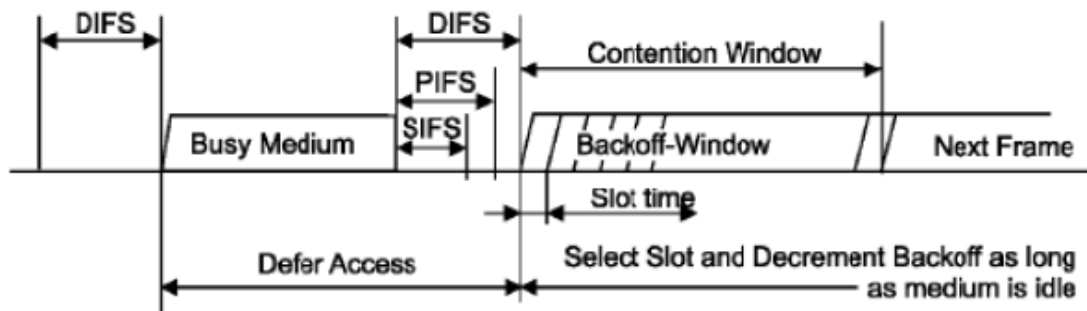 DIFS
DIFS
Contention Window
PIFS
SIFS
Busy Medium
Backoff-Window
Next Frame
Slot time
Defer Access
Select Slot and Decrement Backoff as long
as medium is idle